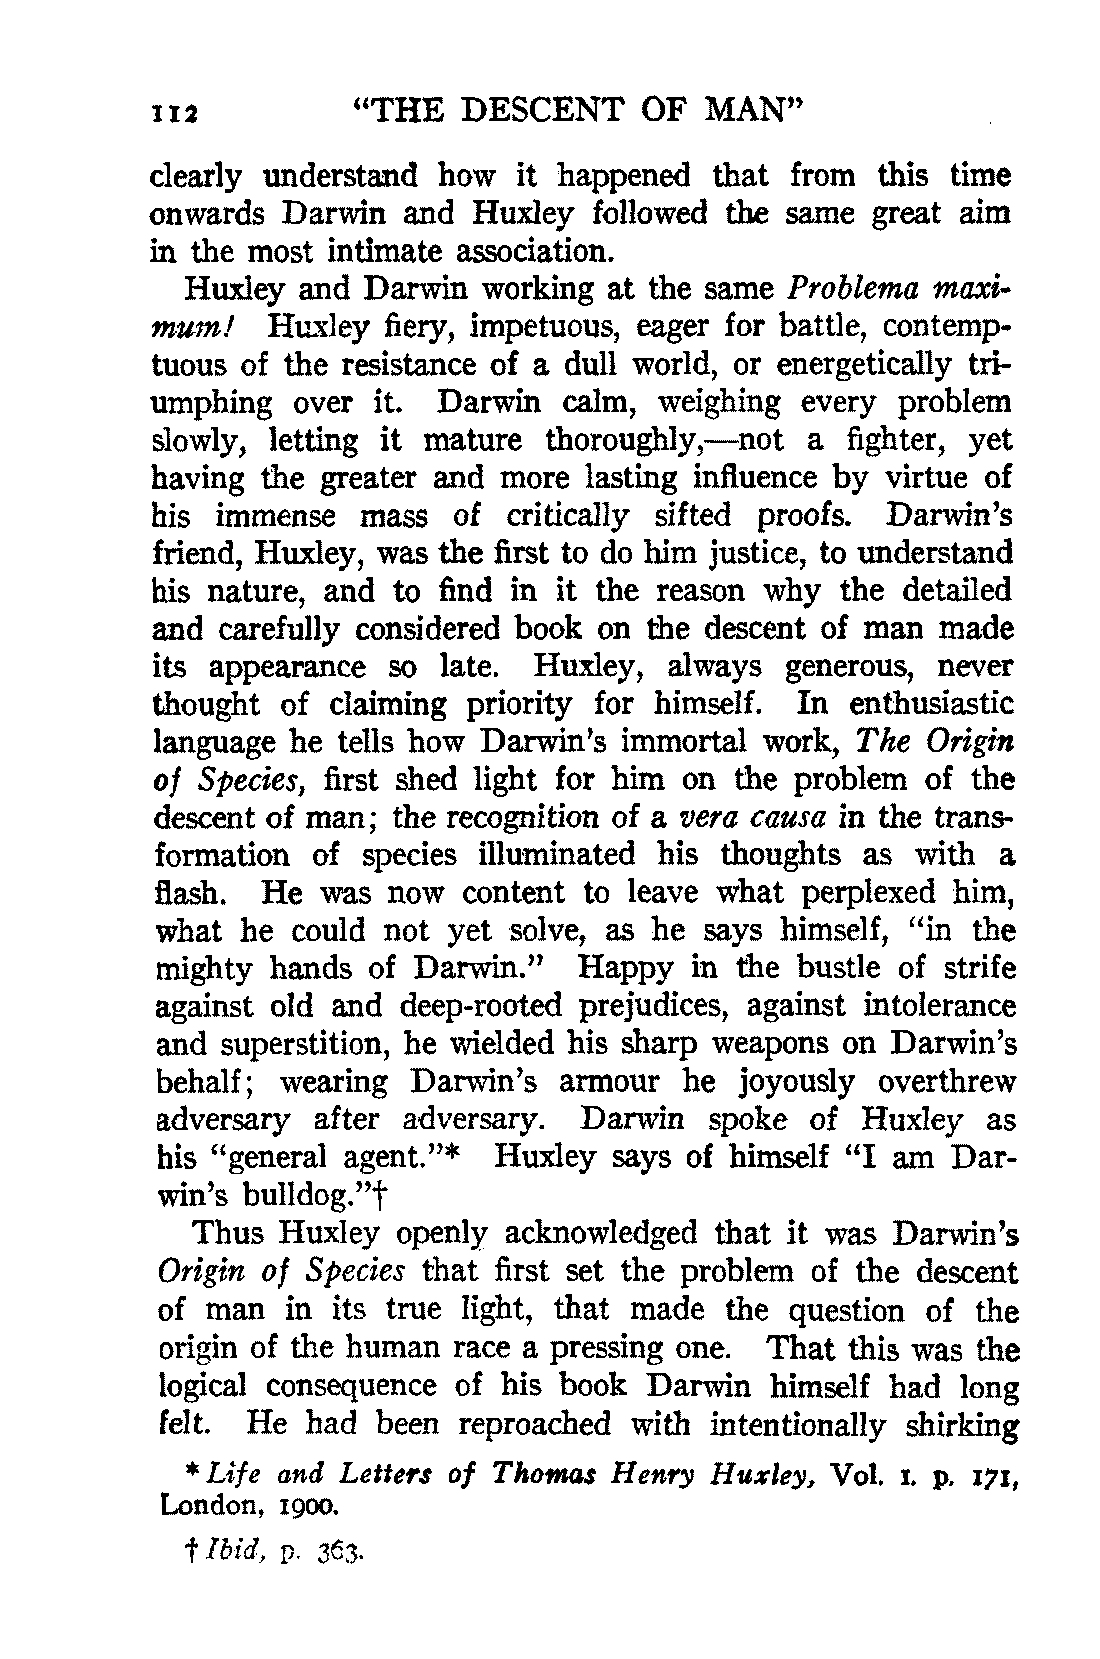 112 "THE DESCENT OF MAN"
clearly understand how it happened that from this time
onwards Darwin and Huxley followed the same great aim
in the most intimate association.
Huxley and Darwin working at the same Problema maxi-
mum! Huxley fiery, impetuous, eager for battle, contemp-
tuous of the resistance of a dull world, or energetically tri-
umphing over it. Darwin calm, weighing every problem
slowly, letting it mature thoroughly,—not a fighter, yet
having the greater and more lasting influence by virtue of
his immense mass of critically sifted proofs. Darwin's
friend, Huxley, was the first to do him justice, to understand
his nature, and to find in it the reason why the detailed
and carefully considered book on the descent of man made
its appearance so late. Huxley, always generous, never
thought of claiming priority for himself. In enthusiastic
language he tells how Darwin's immortal work, The Origin
of Species, first shed light for him on the problem of the
descent of man; the recognition of a vera causa in the trans-
formation of species illuminated his thoughts as with a
flash. He was now content to leave what perplexed him,
what he could not yet solve, as he says himself, "in the
mighty hands of Darwin." Happy in the bustle of strife
against old and deep-rooted prejudices, against intolerance
and superstition, he wielded his sharp weapons on Darwin's
behalf; wearing Darwin's armour he joyously overthrew
adversary after adversary. Darwin spoke of Huxley as
his "general agent."* Huxley says of himself "I am Dar-
win's bulldog."†
Thus Huxley openly acknowledged that it was Darwin's
Origin of Species that first set the problem of the descent
of man in its true light, that made the question of the
origin of the human race a pressing one. That this was the
logical consequence of his book Darwin himself had long
felt. He had been reproached with intentionally shirking
* Life and Letters of Thomas Henry Huxley, Vol. 1. p. 171,
London, 1900.
† Ibid, p. 363.